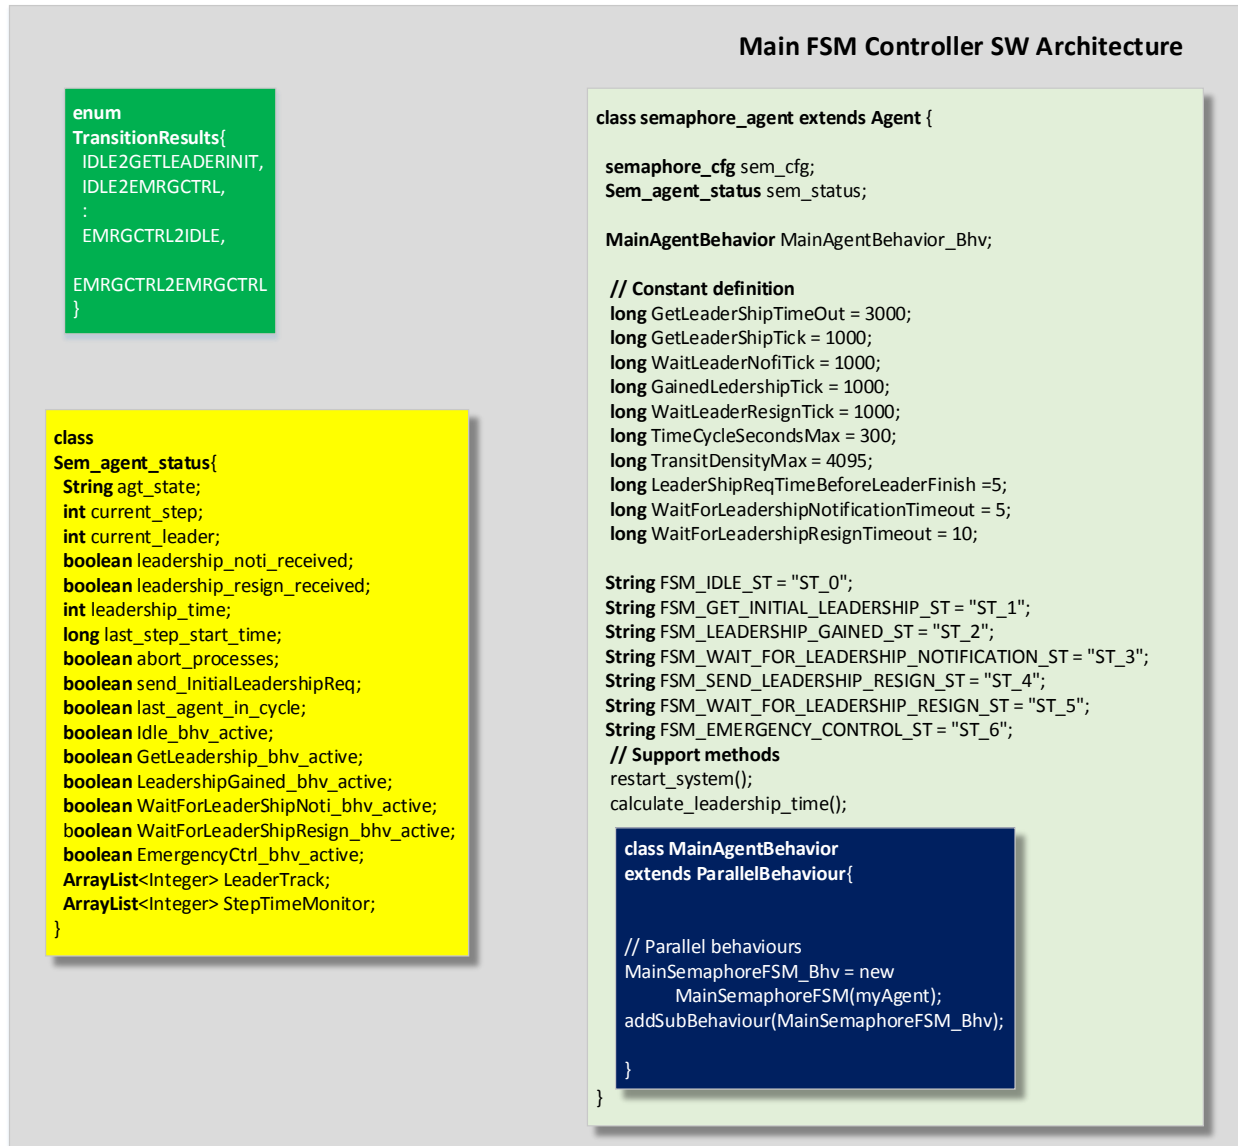 Main FSM Controller SW Architecture
enum
TransitionResults{
IDLE2GETLEADERINIT,
IDLE2EMRGCTRL,
:
EMRGCTRL2IDLE,
EMRGCTRL2EMRGCTRL
}
class
Sem_agent_status{
String agt_state;
int current_step;
int current_leader;
boolean leadership_noti_received;
boolean leadership_resign_received;
int leadership_time;
long last_step_start_time;
boolean abort_processes;
boolean send_InitialLeadershipReq;
boolean last_agent_in_cycle;
boolean Idle_bhv_active;
boolean GetLeadership_bhv_active;
boolean LeadershipGained_bhv_active;
boolean WaitForLeaderShipNoti_bhv_active;
boolean WaitForLeaderShipResign_bhv_active;
boolean EmergencyCtrl_bhv_active;
ArrayList<Integer> LeaderTrack;
ArrayList<Integer> StepTimeMonitor;
}
class semaphore_agent extends Agent {
semaphore_cfg sem_cfg;
Sem_agent_status sem_status;
MainAgentBehavior MainAgentBehavior_Bhv;
// Constant definition
long GetLeaderShipTimeOut = 3000;
long GetLeaderShipTick = 1000;
long WaitLeaderNofiTick = 1000;
long GainedLedershipTick = 1000;
long WaitLeaderResignTick = 1000;
long TimeCycleSecondsMax = 300;
long TransitDensityMax = 4095;
long LeaderShipReqTimeBeforeLeaderFinish =5;
long WaitForLeadershipNotificationTimeout = 5;
long WaitForLeadershipResignTimeout = 10;
String FSM_IDLE_ST = "ST_0";
String FSM_GET_INITIAL_LEADERSHIP_ST = "ST_1";
String FSM_LEADERSHIP_GAINED_ST = "ST_2";
String FSM_WAIT_FOR_LEADERSHIP_NOTIFICATION_ST = "ST_3";
String FSM_SEND_LEADERSHIP_RESIGN_ST = "ST_4";
String FSM_WAIT_FOR_LEADERSHIP_RESIGN_ST = "ST_5";
String FSM_EMERGENCY_CONTROL_ST = "ST_6";
// Support methods
restart_system();
calculate_leadership_time();
class MainAgentBehavior
extends ParallelBehaviour{
// Parallel behaviours
MainSemaphoreFSM_Bhv = new
MainSemaphoreFSM(myAgent);
addSubBehaviour(MainSemaphoreFSM_Bhv);
}
}